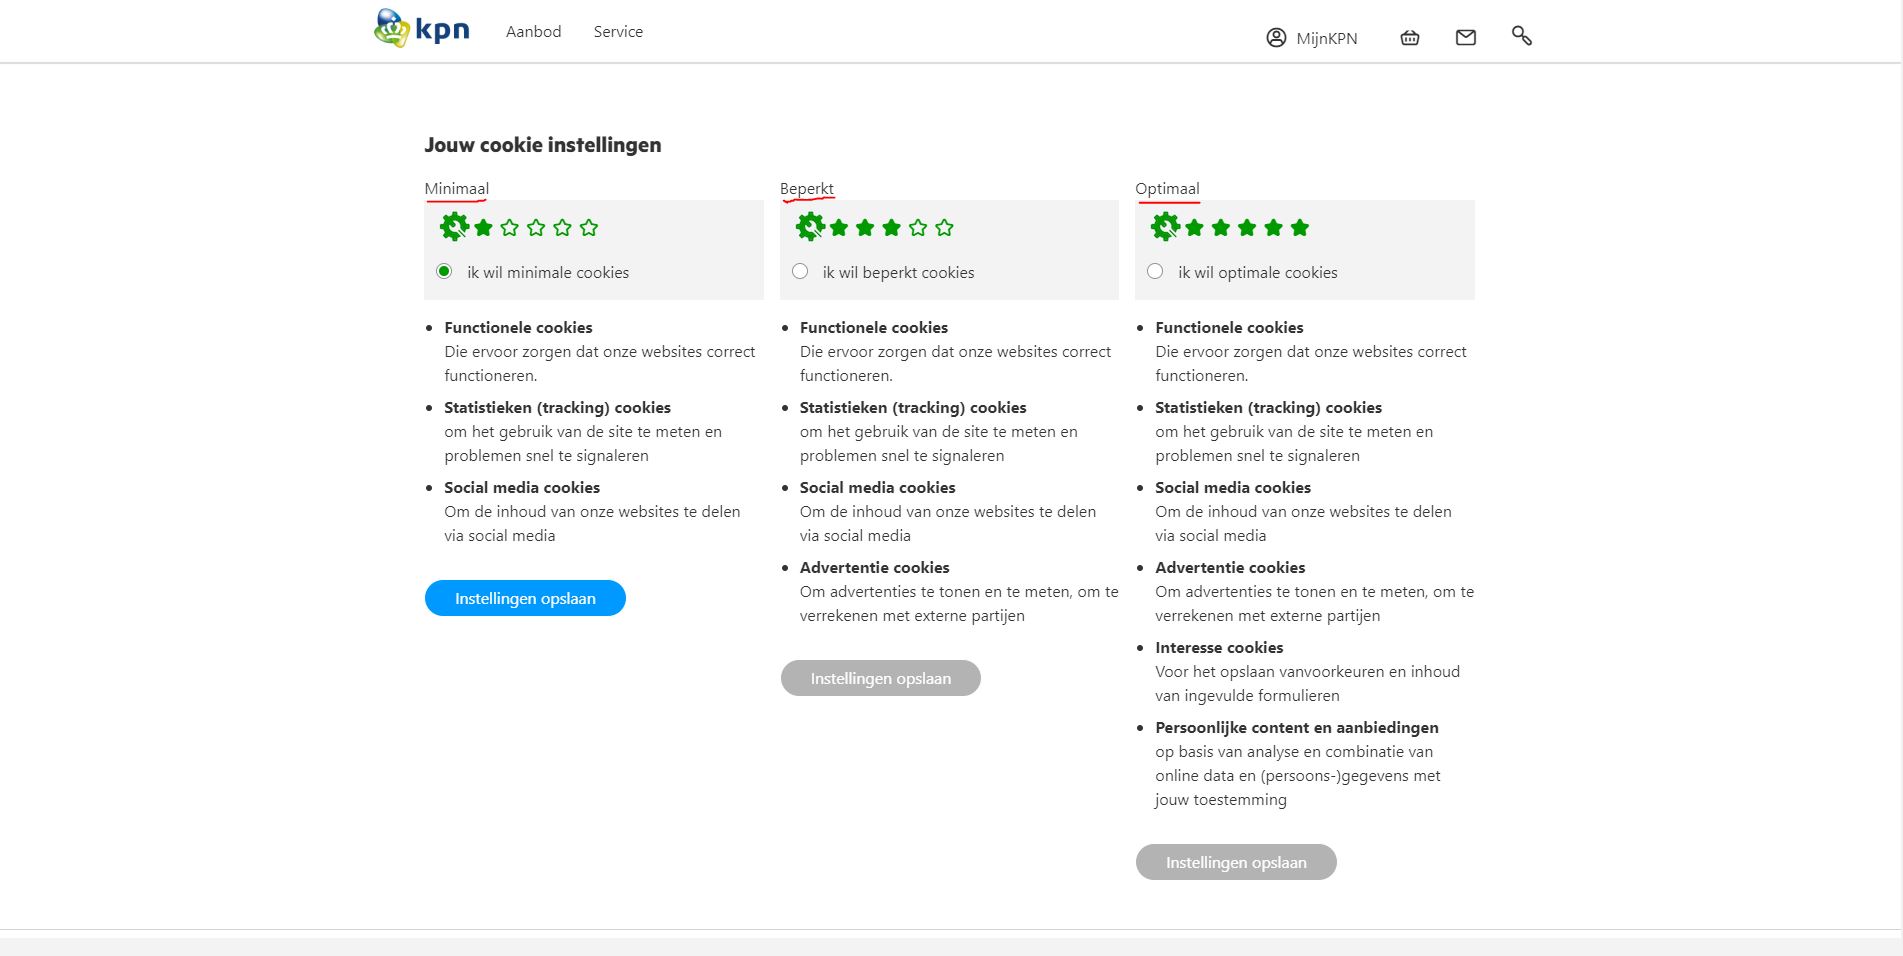 kpn
Aanbod
Service
MijnKPN
Jouw cookie instellingen
Minimaal
ik wil minimale cookies
Functionele cookies
Die ervoor zorgen dat onze websites correct
functioneren.
Statistieken (tracking) cookies
om het gebruik van de site te meten en
problemen snel te signaleren
Social media cookies
Om de inhoud van onze websites te delen
via social media
Instellingen opslaan
Beperkt
ik wil beperkt cookies
Functionele cookies
Die ervoor zorgen dat onze websites correct
functioneren.
Statistieken (tracking) cookies
om het gebruik van de site te meten en
problemen snel te signaleren
Social media cookies
Om de inhoud van onze websites te delen
via social media
Advertentie cookies
Om advertenties te tonen en te meten, om te
verrekenen met externe partijen
Instellingen opslaan
Optimaal
ik wil optimale cookies
Functionele cookies
Die ervoor zorgen dat onze websites correct
functioneren.
Statistieken (tracking) cookies
om het gebruik van de site te meten en
problemen snel te signaleren
Social media cookies
Om de inhoud van onze websites te delen
via social media
Advertentie cookies
Om advertenties te tonen en te meten, om te
verrekenen met externe partijen
Interesse cookies
Voor het opslaan vanvoorkeuren en inhoud
van ingevulde formulieren
Persoonlijke content en aanbiedingen
op basis van analyse en combinatie van
online data en (persoons-)gegevens met
jouw toestemming
Instellingen opslaan